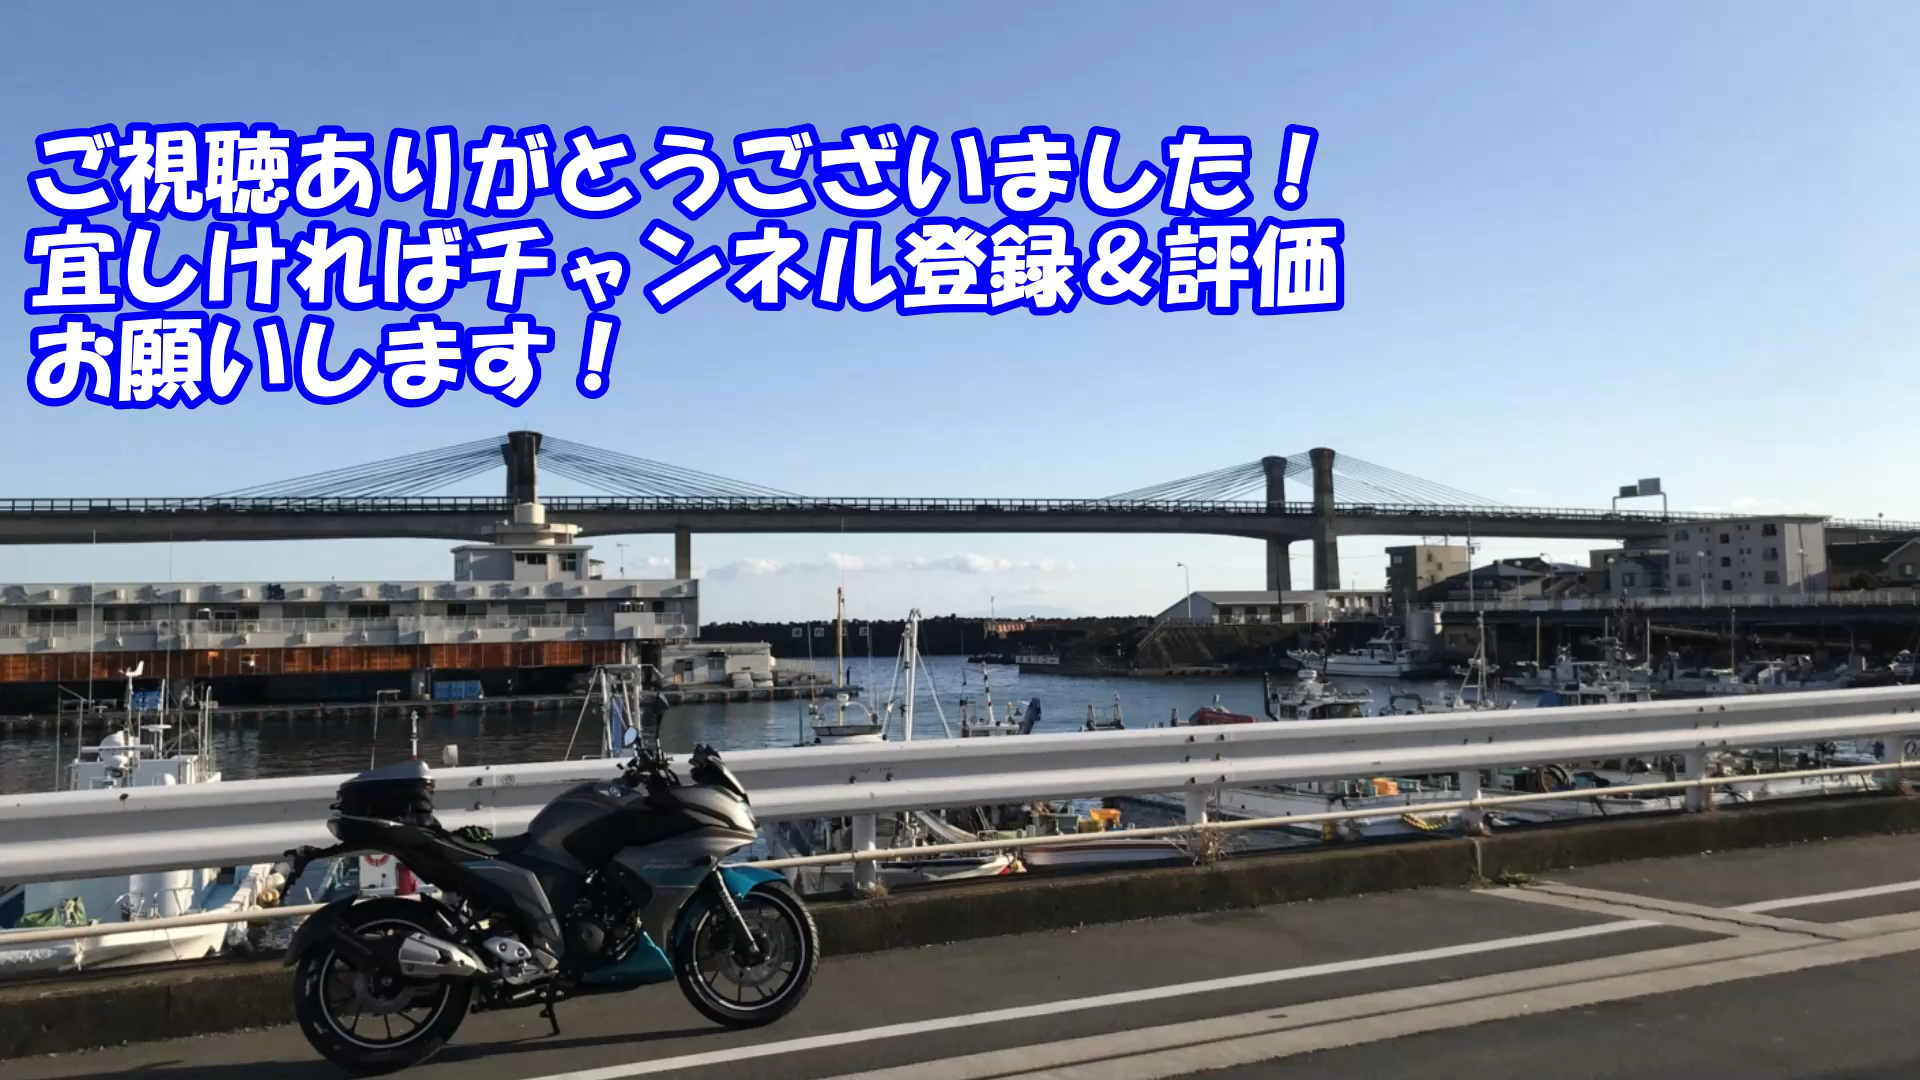 ご視聴ありがとうございました！
宜しければチャンネル登録＆評価
お願いします！
地